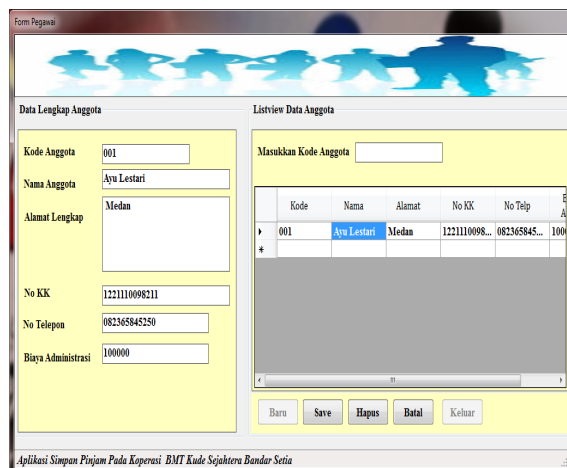 Form Pegawai
Data Lengkap Anggota
Kode Anggota 001
Nama Anggota Ayu Lestari
Alamat Lengkap Medan
No KK 1221110098211
No Telepon 082365845250
Biaya Administrasi 100000
Listview Data Anggota
Masukkan Kode Anggota
Kode Nama Alamat No KK No Telp
001 Ayu Lestari Medan 1221110098... 082365845...
Baru Save Hapus Batal Keluar
Aplikasi Simpan Pinjam Pada Koperasi BMT Kude Sejahtera Bandar Setia